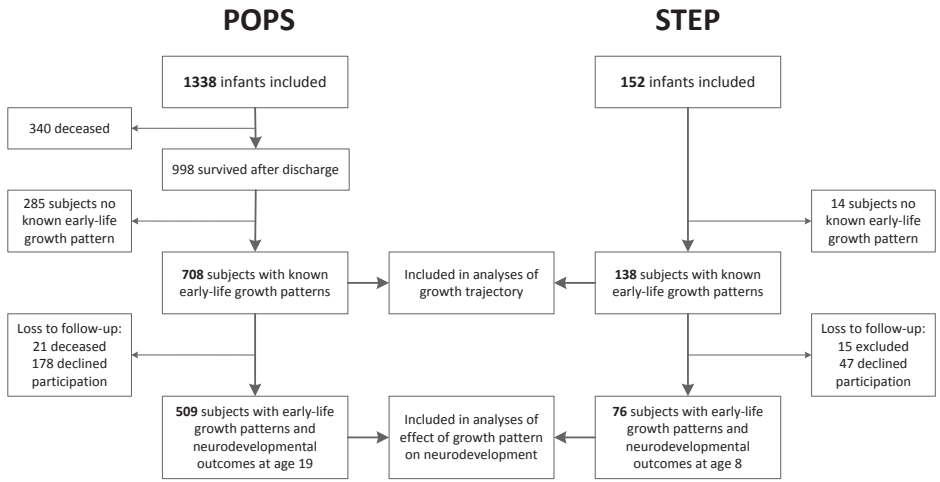 POPS
STEP
1338 infants included
152 infants included
340 deceased
998 survived after discharge
285 subjects no
known early-life
growth pattern
14 subjects no
known early-life
growth pattern
708 subjects with known
early-life growth patterns
Included in analyses of
growth trajectory
138 subjects with known
early-life growth patterns
Loss to follow-up:
21 deceased
178 declined
participation
Loss to follow-up:
15 excluded
47 declined
participation
509 subjects with early-life
growth patterns and
neurodevelopmental
outcomes at age 19
Included in analyses of
effect of growth pattern
on neurodevelopment
76 subjects with early-life
growth patterns and
neurodevelopmental
outcomes at age 8